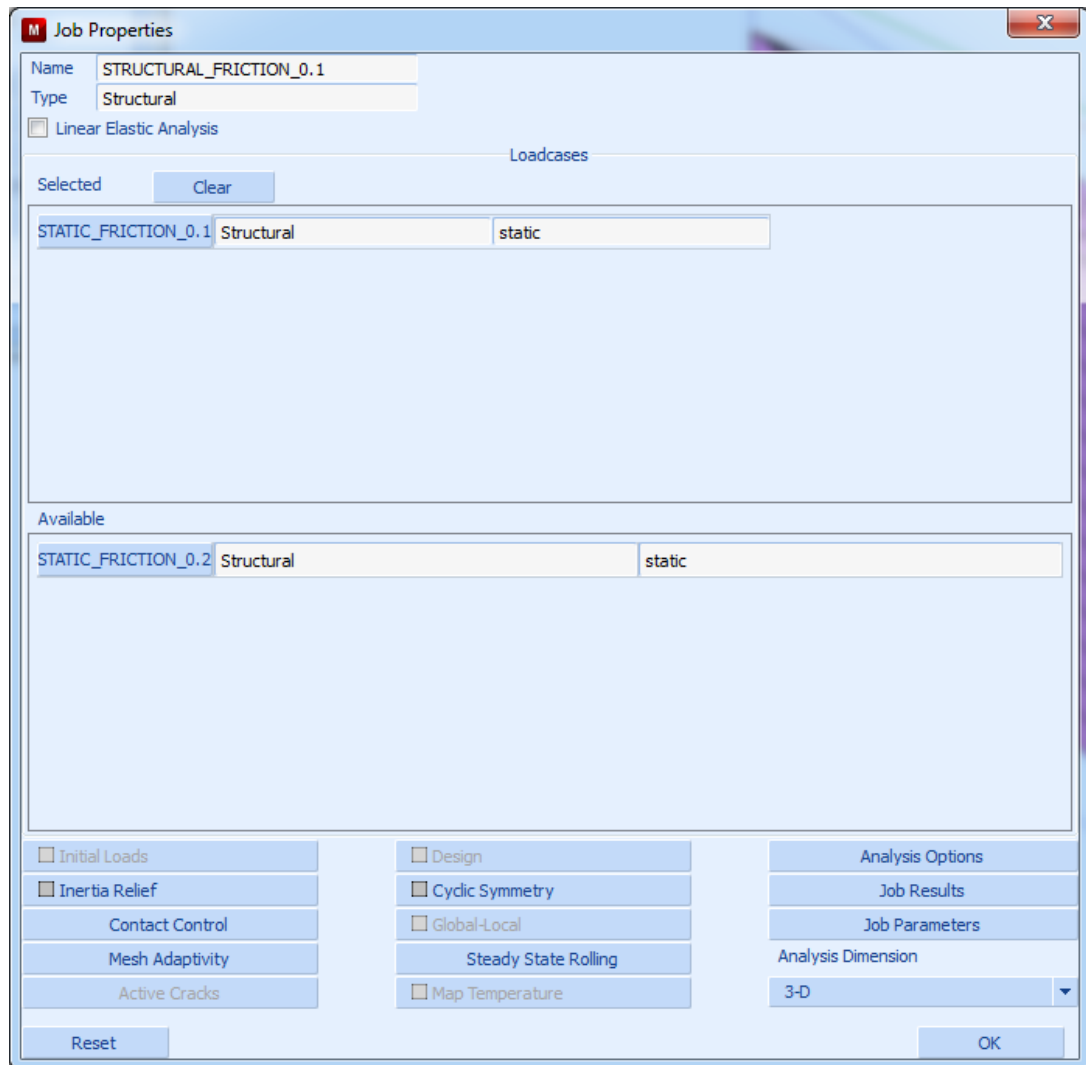 M Job Properties X
Name STRUCTURAL_FRICTION_0.1
Type Structural
Linear Elastic Analysis
Loadcases
Selected Clear
STATIC_FRICTION_0.1 Structural static
Available
STATIC_FRICTION_0.2 Structural static
Initial Loads Design Analysis Options
Inertia Relief Cyclic Symmetry Job Results
Contact Control Global-Local Job Parameters
Mesh Adaptivity Steady State Rolling Analysis Dimension
Active Cracks Map Temperature 3-D
Reset OK